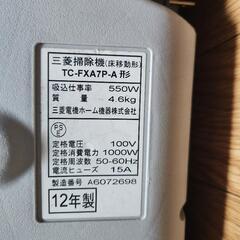 三菱掃除機(床移動形)
TC-FXA7P-A 形
吸込仕事率 550W
質量 4.6kg
三菱電機ホーム機器株式会社
PSE
定格電圧 100V
定格消費電力 1000W
定格周波数 50-60Hz
電流ヒューズ 15A
製造番号 A6072698
12年製